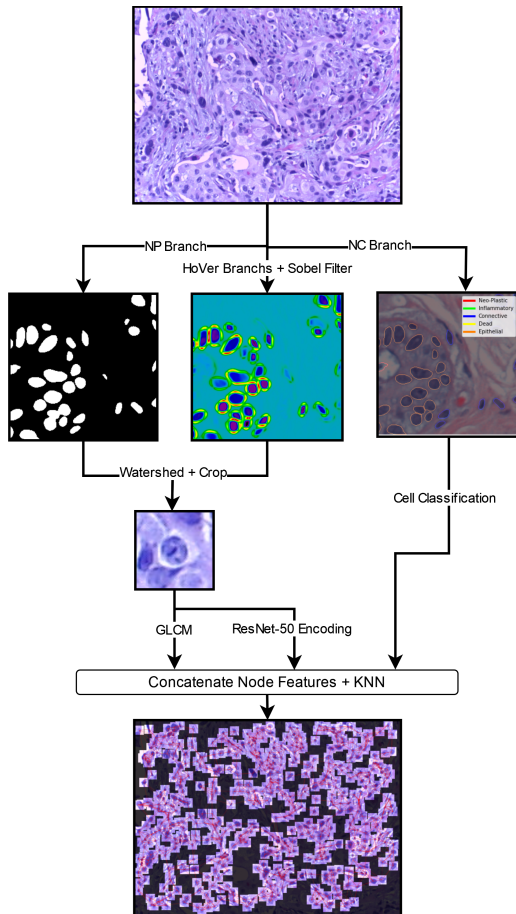 NP Branch
NC Branch
HoVer Branchs + Sobel Filter
Neo-Plastic
Inflammatory
Connective
Dead
Epithelial
Watershed + Crop
Cell Classification
GLCM
ResNet-50 Encoding
Concatenate Node Features + KNN